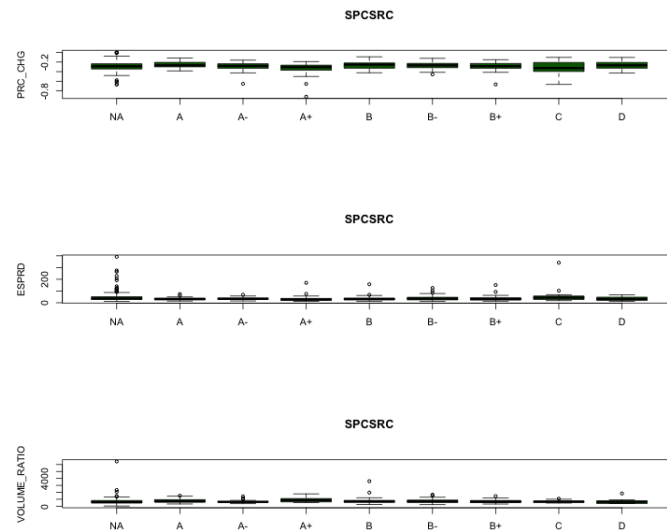 SPCSRC
PRC_CHG
-0.2
-0.8
NA A A- A+ B B- B+ C D
SPCSRC
ESPRD
200
0
NA A A- A+ B B- B+ C D
SPCSRC
VOLUME_RATIO
4000
0
NA A A- A+ B B- B+ C D